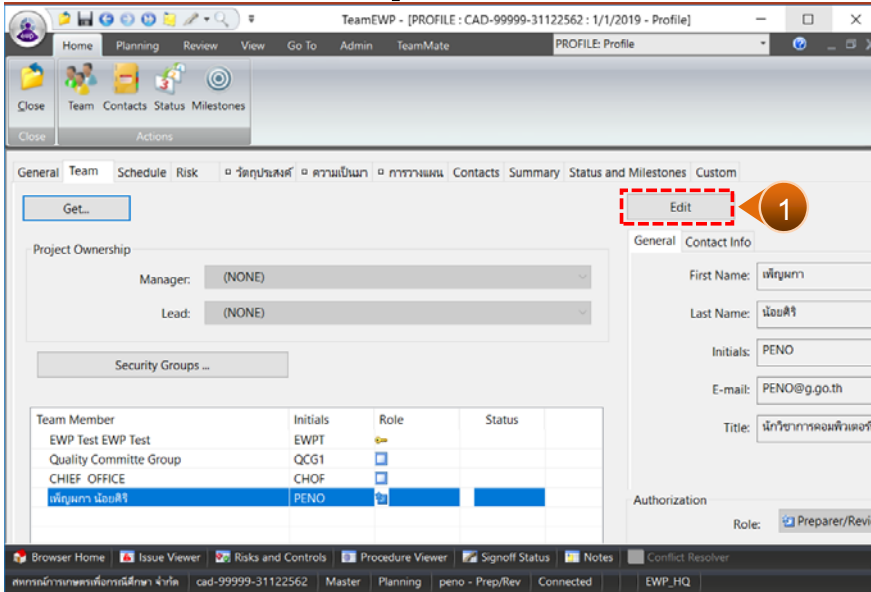 TeamEWP - [PROFILE : CAD-99999-31122562 : 1/1/2019 - Profile]
Home Planning Review View Go To Admin TeamMate PROFILE: Profile
Close Team Contacts Status Milestones
Close Actions
General Team Schedule Risk วัตถุประสงค์ ความเป็นมา การวางแผน Contacts Summary Status and Milestones Custom
Get... Edit 1
General Contact Info
Project Ownership
Manager: (NONE)
Lead: (NONE)
Security Groups ...
First Name: เพ็ญผกา
Last Name: น้อยศิริ
Initials: PENO
E-mail: PENO@g.go.th
Title: นักวิชาการคอมพิวเตอร์
Team Member Initials Role Status
EWP Test EWP Test EWPT
Quality Committe Group QCG1
CHIEF OFFICE CHOF
เพ็ญผกา น้อยศิริ PENO
Authorization
Role: Preparer/Revi
Browser Home Issue Viewer Risks and Controls Procedure Viewer Signoff Status Notes Conflict Resolver
สหกรณ์การเกษตรเพื่อกรณีศึกษา จำกัด cad-99999-31122562 Master Planning peno - Prep/Rev Connected EWP_HQ